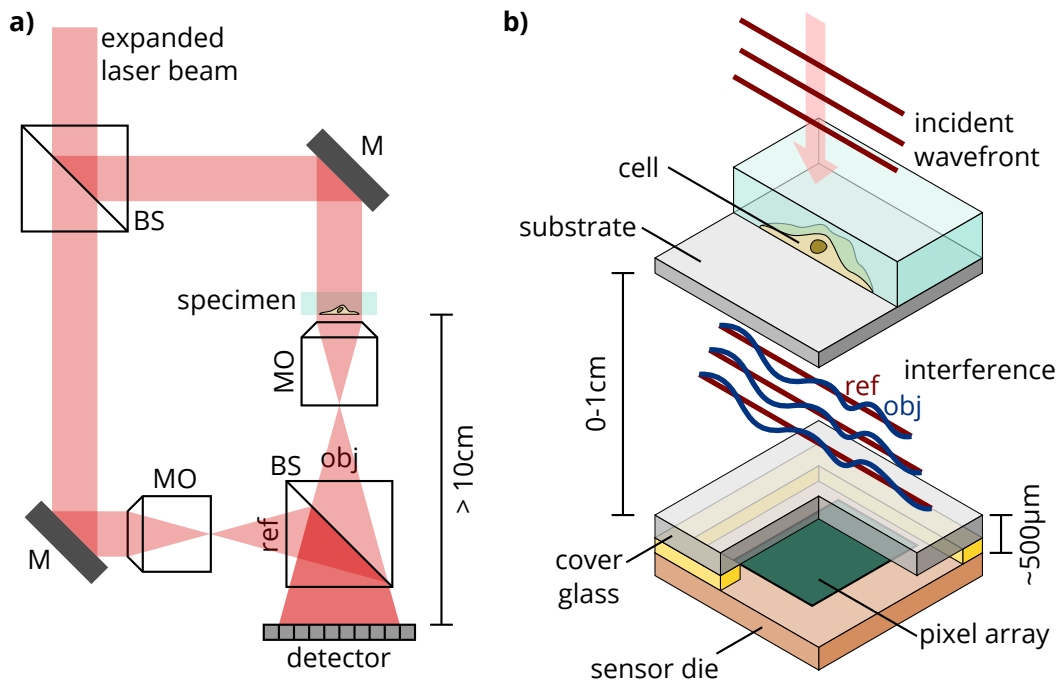 a)
expanded
laser beam
M
BS
specimen
MO
> 10cm
obj
BS
MO
ref
M
detector
b)
incident
wavefront
cell
substrate
interference
ref
obj
0-1cm
~500μm
cover
glass
pixel array
sensor die